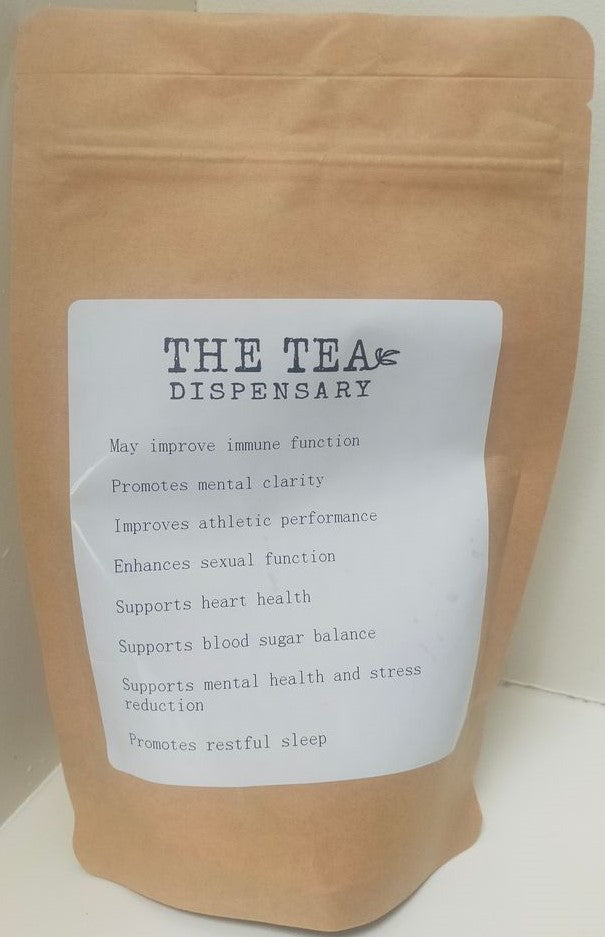 THE TEA
DISPENSARY
May improve immune function
Promotes mental clarity
Improves athletic performance
Enhances sexual function
Supports heart health
Supports blood sugar balance
Supports mental health and stress
reduction
Promotes restful sleep